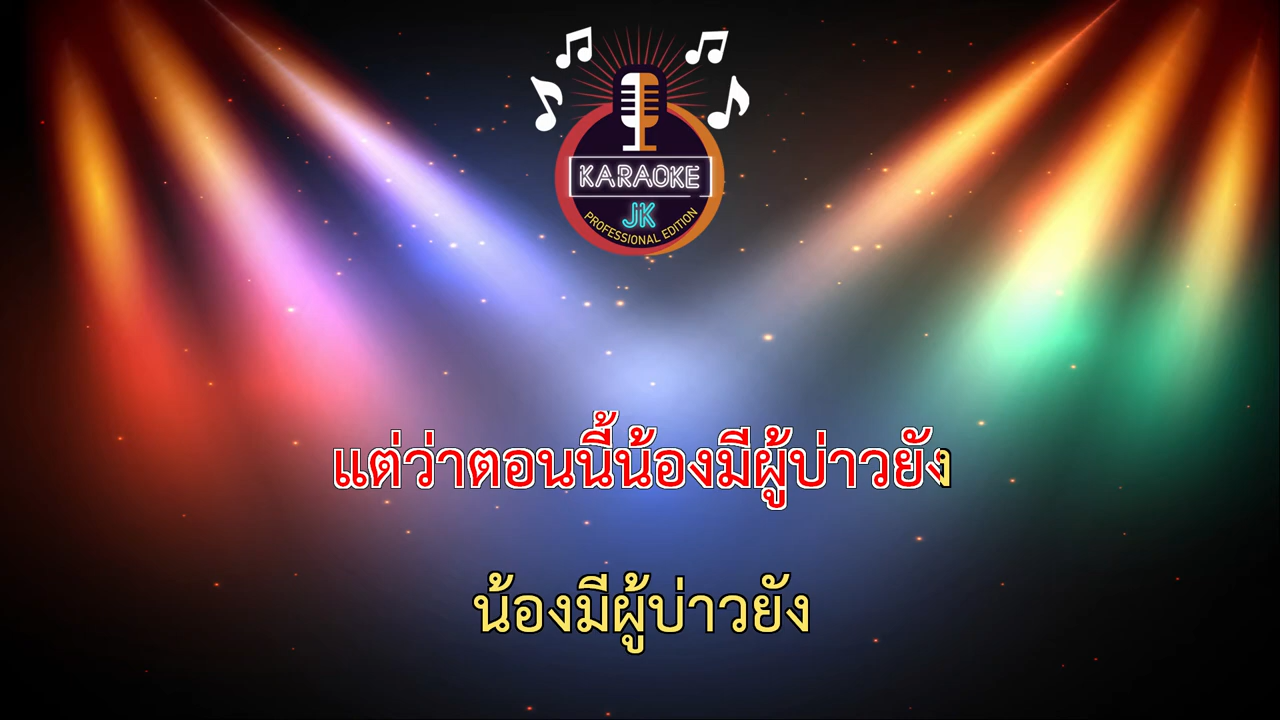 KARAOKE
JK
PROFESSIONAL EDITION
แต่ว่าตอนนี้น้องมีผู้บ่าวยัง
น้องมีผู้บ่าวยัง